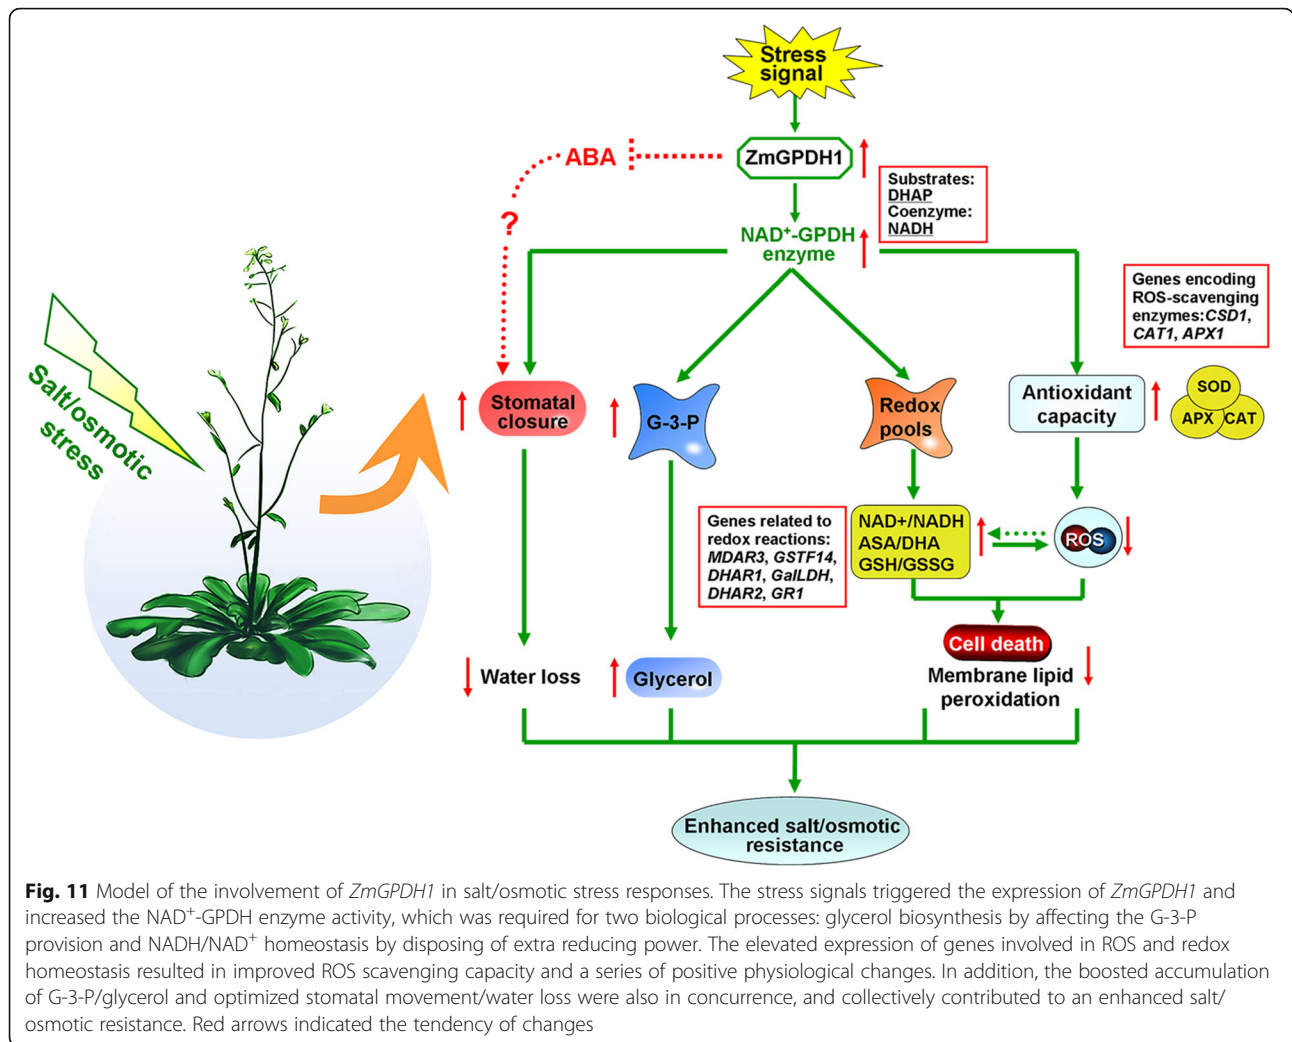 Stress
signal
ABA
ZmGPDH1
Substrates:
DHAP
Coenzyme:
NADH
?
NAD⁺-GPDH
enzyme
Genes encoding
ROS-scavenging
enzymes:CSD1,
CAT1, APX1
Salt/osmotic
stress
Stomatal
closure
G-3-P
Redox
pools
Antioxidant
capacity
SOD
APX
CAT
Genes related to
redox reactions:
MDAR3, GSTF14,
DHAR1, GalLDH,
DHAR2, GR1
NAD+/NADH
ASA/DHA
GSH/GSSG
ROS
Water loss
Glycerol
Cell death
Membrane lipid
peroxidation
Enhanced salt/osmotic
resistance
Fig. 11 Model of the involvement of ZmGPDH1 in salt/osmotic stress responses. The stress signals triggered the expression of ZmGPDH1 and
increased the NAD⁺-GPDH enzyme activity, which was required for two biological processes: glycerol biosynthesis by affecting the G-3-P
provision and NADH/NAD⁺ homeostasis by disposing of extra reducing power. The elevated expression of genes involved in ROS and redox
homeostasis resulted in improved ROS scavenging capacity and a series of positive physiological changes. In addition, the boosted accumulation
of G-3-P/glycerol and optimized stomatal movement/water loss were also in concurrence, and collectively contributed to an enhanced salt/
osmotic resistance. Red arrows indicated the tendency of changes